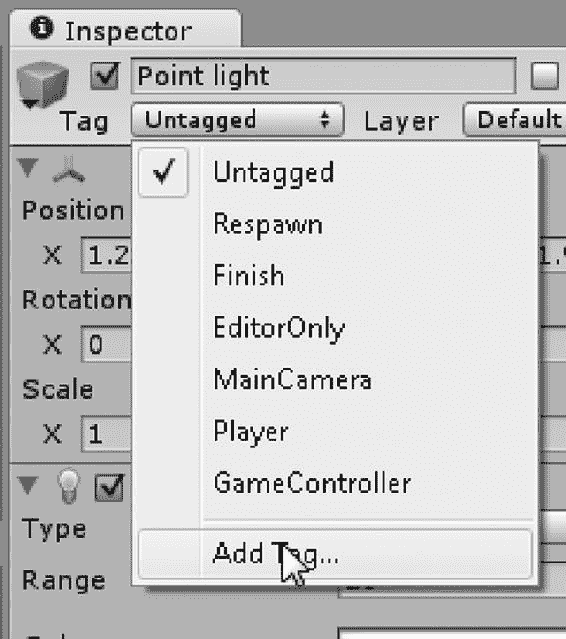 Inspector
Point light
Tag Untagged Layer Default
Untagged
Position
Respawn
X 1.2
Finish
Rotation
EditorOnly
X 0
MainCamera
Scale
Player
X 1
GameController
Type
Add Tag...
Range